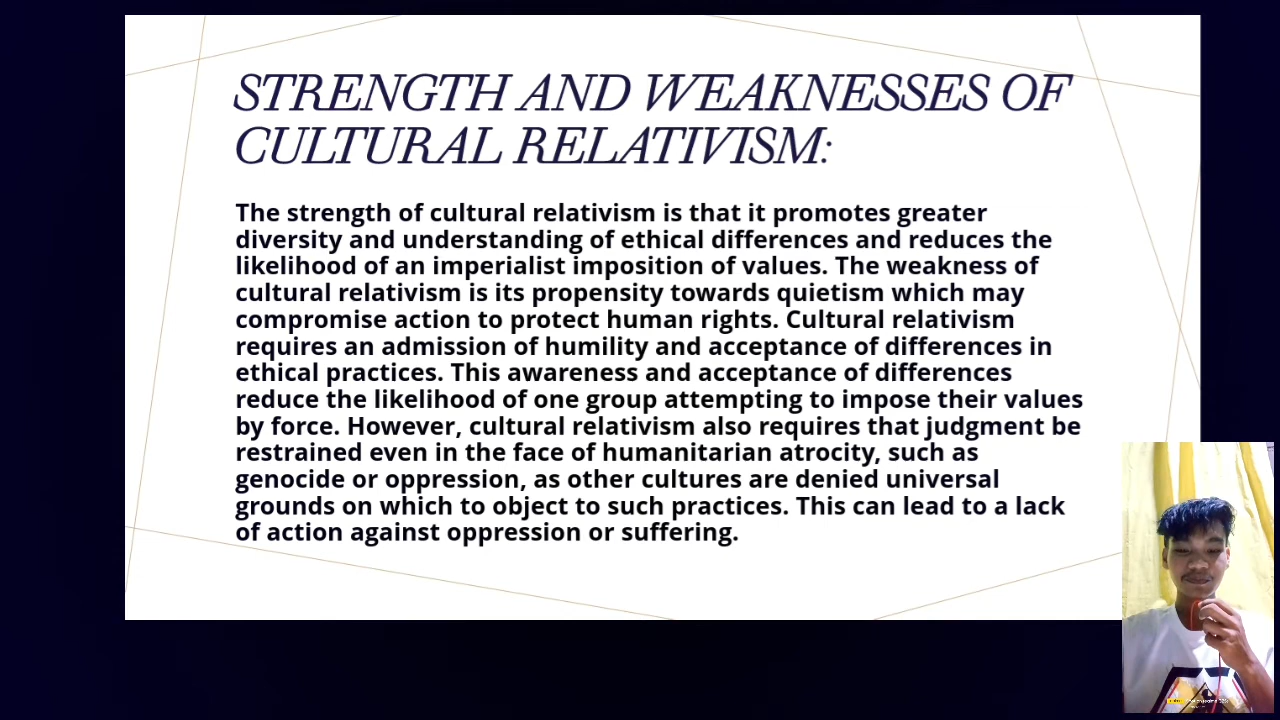 STRENGTH AND WEAKNESSES OF
CULTURAL RELATIVISM:
The strength of cultural relativism is that it promotes greater
diversity and understanding of ethical differences and reduces the
likelihood of an imperialist imposition of values. The weakness of
cultural relativism is its propensity towards quietism which may
compromise action to protect human rights. Cultural relativism
requires an admission of humility and acceptance of differences in
ethical practices. This awareness and acceptance of differences
reduce the likelihood of one group attempting to impose their values
by force. However, cultural relativism also requires that judgment be
restrained even in the face of humanitarian atrocity, such as
genocide or oppression, as other cultures are denied universal
grounds on which to object to such practices. This can lead to a lack
of action against oppression or suffering.